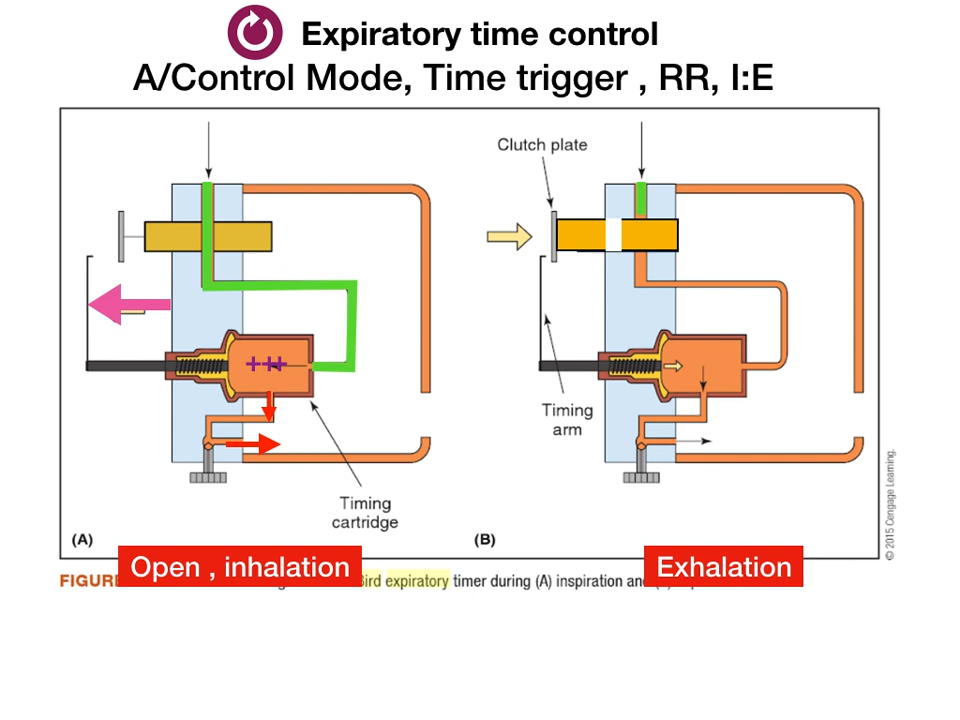 Expiratory time control
A/Control Mode, Time trigger , RR, I:E
Clutch plate
+++
Timing
arm
Timing
cartridge
(A)
(B)
© 2015 Cengage Learning.
Open , inhalation
Exhalation
FIGURE Bird expiratory timer during (A) inspiration and